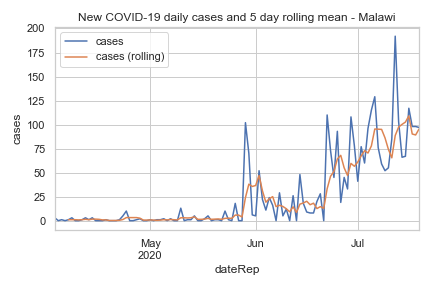 New COVID-19 daily cases and 5 day rolling mean - Malawi
cases
cases (rolling)
200
175
150
125
100
75
50
25
0
cases
May
2020
Jun
Jul
dateRep